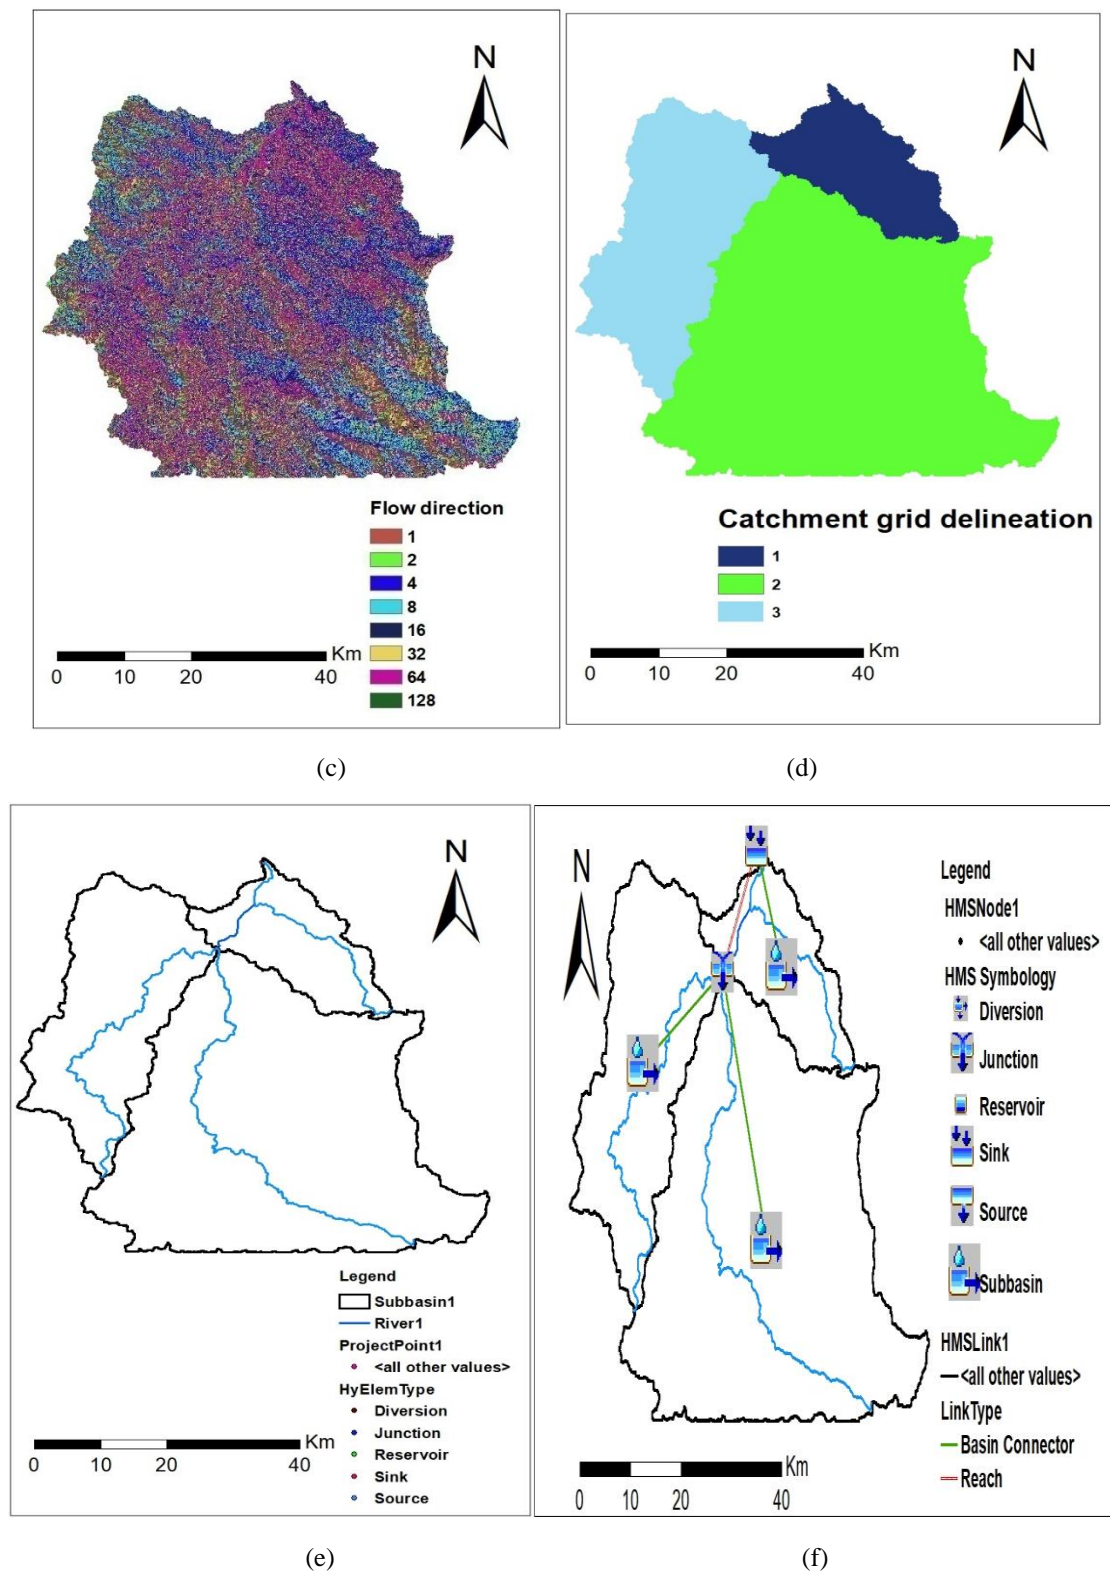 N
Flow direction
1
2
4
8
16
32
64
128
Km
0 10 20 40
(c)
N
Catchment grid delineation
1
2
3
Km
0 10 20 40
(d)
N
Legend
Subbasin1
River1
ProjectPoint1
<all other values>
HyElemType
Diversion
Junction
Reservoir
Sink
Source
Km
0 10 20 40
(e)
N
Legend
HMSNode1
<all other values>
HMS Symbology
Diversion
Junction
Reservoir
Sink
Source
Subbasin
HMSLink1
<all other values>
LinkType
Basin Connector
Reach
Km
0 10 20 40
(f)